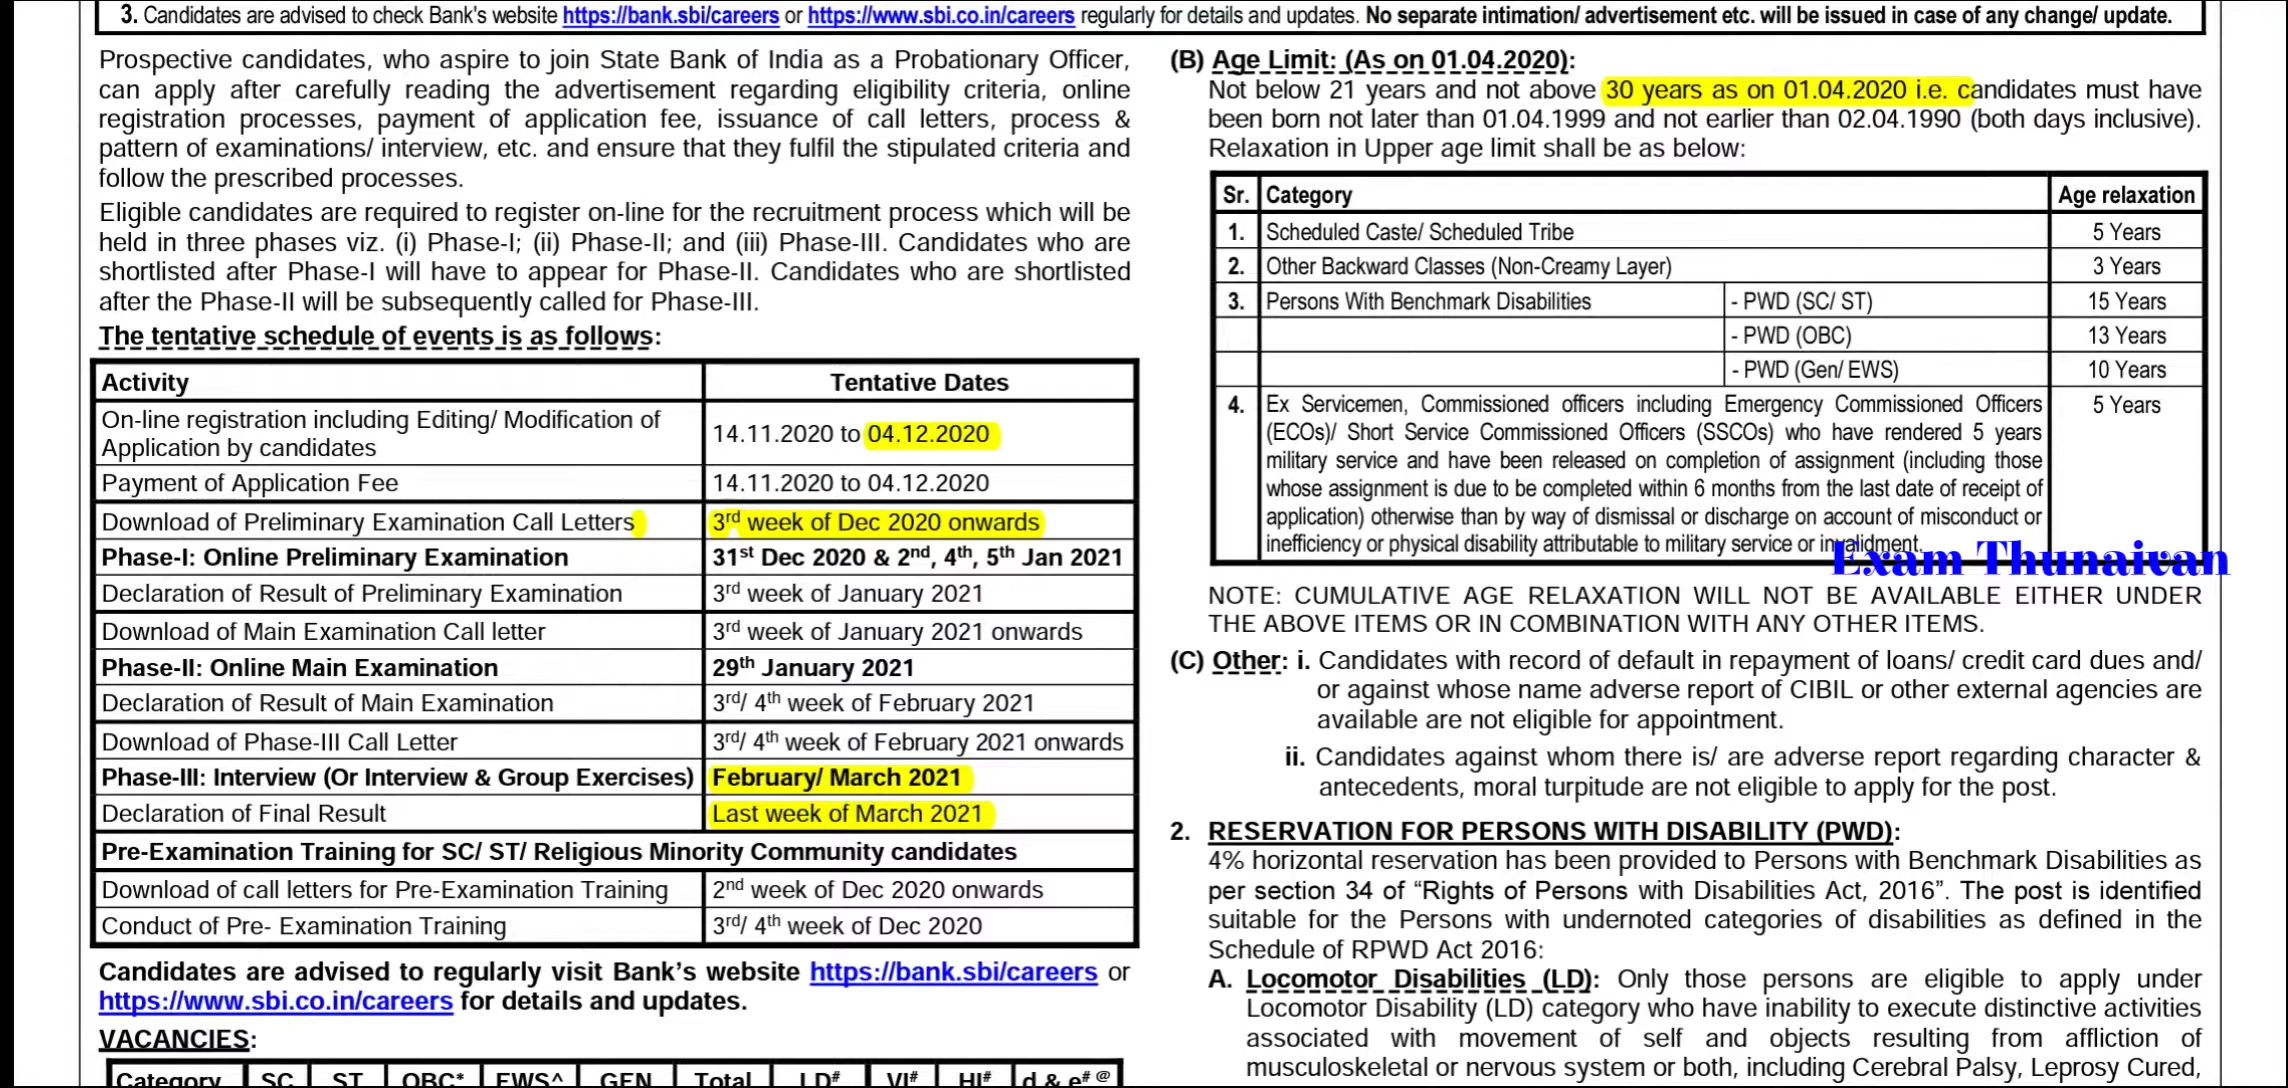 3. Candidates are advised to check Bank's website https://bank.sbi/careers or https://www.sbi.co.in/careers regularly for details and updates. No separate intimation/ advertisement etc. will be issued in case of any change/ update.
Prospective candidates, who aspire to join State Bank of India as a Probationary Officer,
can apply after carefully reading the advertisement regarding eligibility criteria, online
registration processes, payment of application fee, issuance of call letters, process &
pattern of examinations/ interview, etc. and ensure that they fulfil the stipulated criteria and
follow the prescribed processes.
Eligible candidates are required to register on-line for the recruitment process which will be
held in three phases viz. (i) Phase-I; (ii) Phase-II; and (iii) Phase-III. Candidates who are
shortlisted after Phase-I will have to appear for Phase-II. Candidates who are shortlisted
after the Phase-II will be subsequently called for Phase-III.
The tentative schedule of events is as follows:
Activity Tentative Dates
On-line registration including Editing/ Modification of
Application by candidates 14.11.2020 to 04.12.2020
Payment of Application Fee 14.11.2020 to 04.12.2020
Download of Preliminary Examination Call Letters 3rd week of Dec 2020 onwards
Phase-I: Online Preliminary Examination 31st Dec 2020 & 2nd, 4th, 5th Jan 2021
Declaration of Result of Preliminary Examination 3rd week of January 2021
Download of Main Examination Call letter 3rd week of January 2021 onwards
Phase-II: Online Main Examination 29th January 2021
Declaration of Result of Main Examination 3rd/ 4th week of February 2021
Download of Phase-III Call Letter 3rd/ 4th week of February 2021 onwards
Phase-III: Interview (Or Interview & Group Exercises) February/ March 2021
Declaration of Final Result Last week of March 2021
Pre-Examination Training for SC/ ST/ Religious Minority Community candidates
Download of call letters for Pre-Examination Training 2nd week of Dec 2020 onwards
Conduct of Pre- Examination Training 3rd/ 4th week of Dec 2020
Candidates are advised to regularly visit Bank’s website https://bank.sbi/careers or
https://www.sbi.co.in/careers for details and updates.
VACANCIES:
Category SC ST OBC* EWS^ GEN Total LD# VI# HI# d & e# @
(B) Age Limit: (As on 01.04.2020):
Not below 21 years and not above 30 years as on 01.04.2020 i.e. candidates must have
been born not later than 01.04.1999 and not earlier than 02.04.1990 (both days inclusive).
Relaxation in Upper age limit shall be as below:
Sr. Category Age relaxation
1. Scheduled Caste/ Scheduled Tribe 5 Years
2. Other Backward Classes (Non-Creamy Layer) 3 Years
3. Persons With Benchmark Disabilities - PWD (SC/ ST) 15 Years
- PWD (OBC) 13 Years
- PWD (Gen/ EWS) 10 Years
4. Ex Servicemen, Commissioned officers including Emergency Commissioned Officers 5 Years
(ECOs)/ Short Service Commissioned Officers (SSCOs) who have rendered 5 years
military service and have been released on completion of assignment (including those
whose assignment is due to be completed within 6 months from the last date of receipt of
application) otherwise than by way of dismissal or discharge on account of misconduct or
inefficiency or physical disability attributable to military service or invalidment.
Exam Thunaivan
NOTE: CUMULATIVE AGE RELAXATION WILL NOT BE AVAILABLE EITHER UNDER
THE ABOVE ITEMS OR IN COMBINATION WITH ANY OTHER ITEMS.
(C) Other: i. Candidates with record of default in repayment of loans/ credit card dues and/
or against whose name adverse report of CIBIL or other external agencies are
available are not eligible for appointment.
ii. Candidates against whom there is/ are adverse report regarding character &
antecedents, moral turpitude are not eligible to apply for the post.
2. RESERVATION FOR PERSONS WITH DISABILITY (PWD):
4% horizontal reservation has been provided to Persons with Benchmark Disabilities as
per section 34 of “Rights of Persons with Disabilities Act, 2016”. The post is identified
suitable for the Persons with undernoted categories of disabilities as defined in the
Schedule of RPWD Act 2016:
A. Locomotor Disabilities (LD): Only those persons are eligible to apply under
Locomotor Disability (LD) category who have inability to execute distinctive activities
associated with movement of self and objects resulting from affliction of
musculoskeletal or nervous system or both, including Cerebral Palsy, Leprosy Cured,